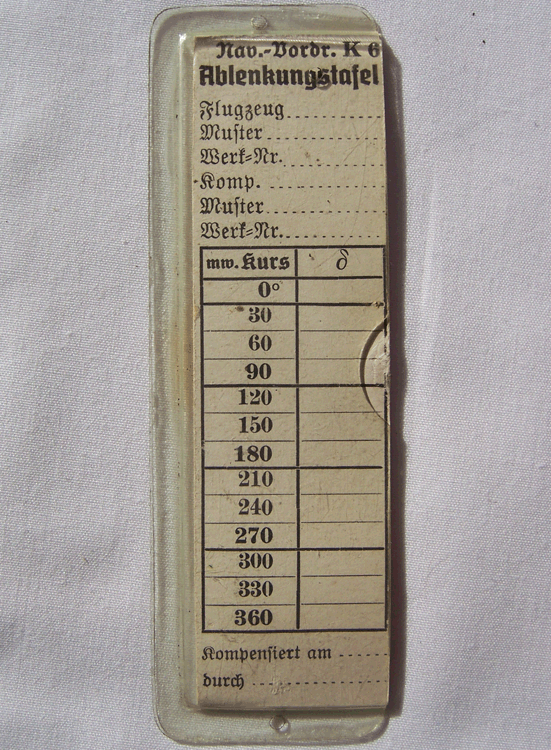 Nav.-Vordr. K 6
Ablenkungstafel
Flugzeug
Muster
Werk-Nr.
Komp.
Muster
Werk-Nr.
mw. Kurs δ
0°
30
60
90
120
150
180
210
240
270
300
330
360
Kompensiert am
durch